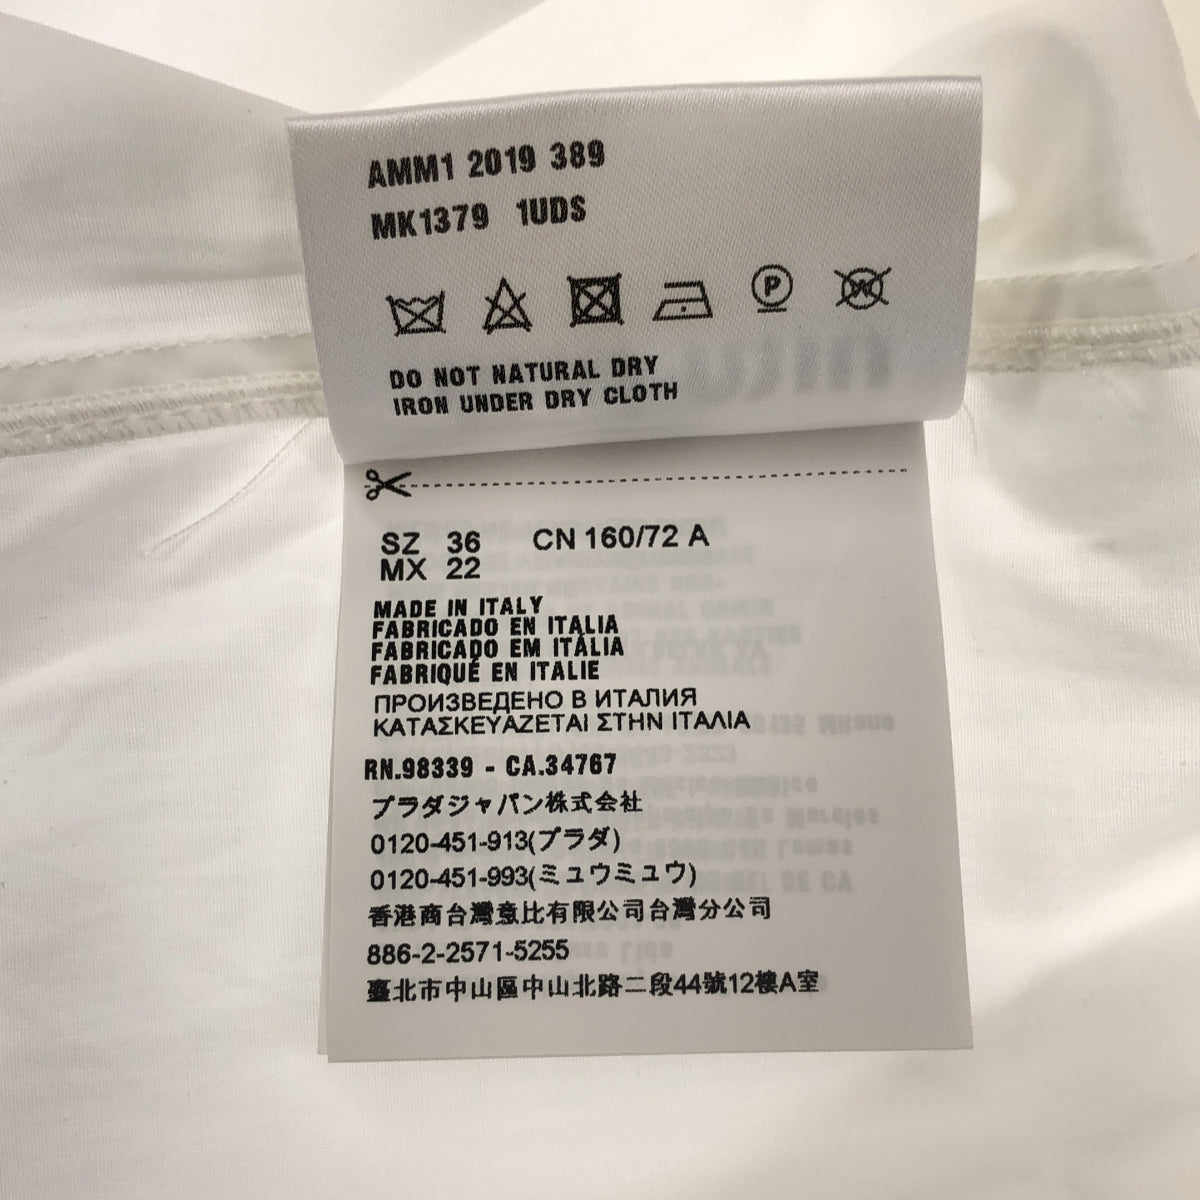 AMM1 2019 389
MK1379 1UDS
P
W
DO NOT NATURAL DRY
IRON UNDER DRY CLOTH
SZ 36 CN 160/72 A
MX 22
MADE IN ITALY
FABRICADO EN ITALIA
FABRICADO EM ITÁLIA
FABRIQUÉ EN ITALIE
ПРОИЗВЕДЕНО В ИТАЛИЯ
ΚΑΤΑΣΚΕΥΑΖΕΤΑΙ ΣΤΗΝ ΙΤΑΛΙΑ
RN.98339 - CA.34767
プラダジャパン株式会社
0120-451-913(プラダ)
0120-451-993(ミュウミュウ)
香港商台灣意比有限公司台灣分公司
886-2-2571-5255
臺北市中山區中山北路二段44號12樓A室